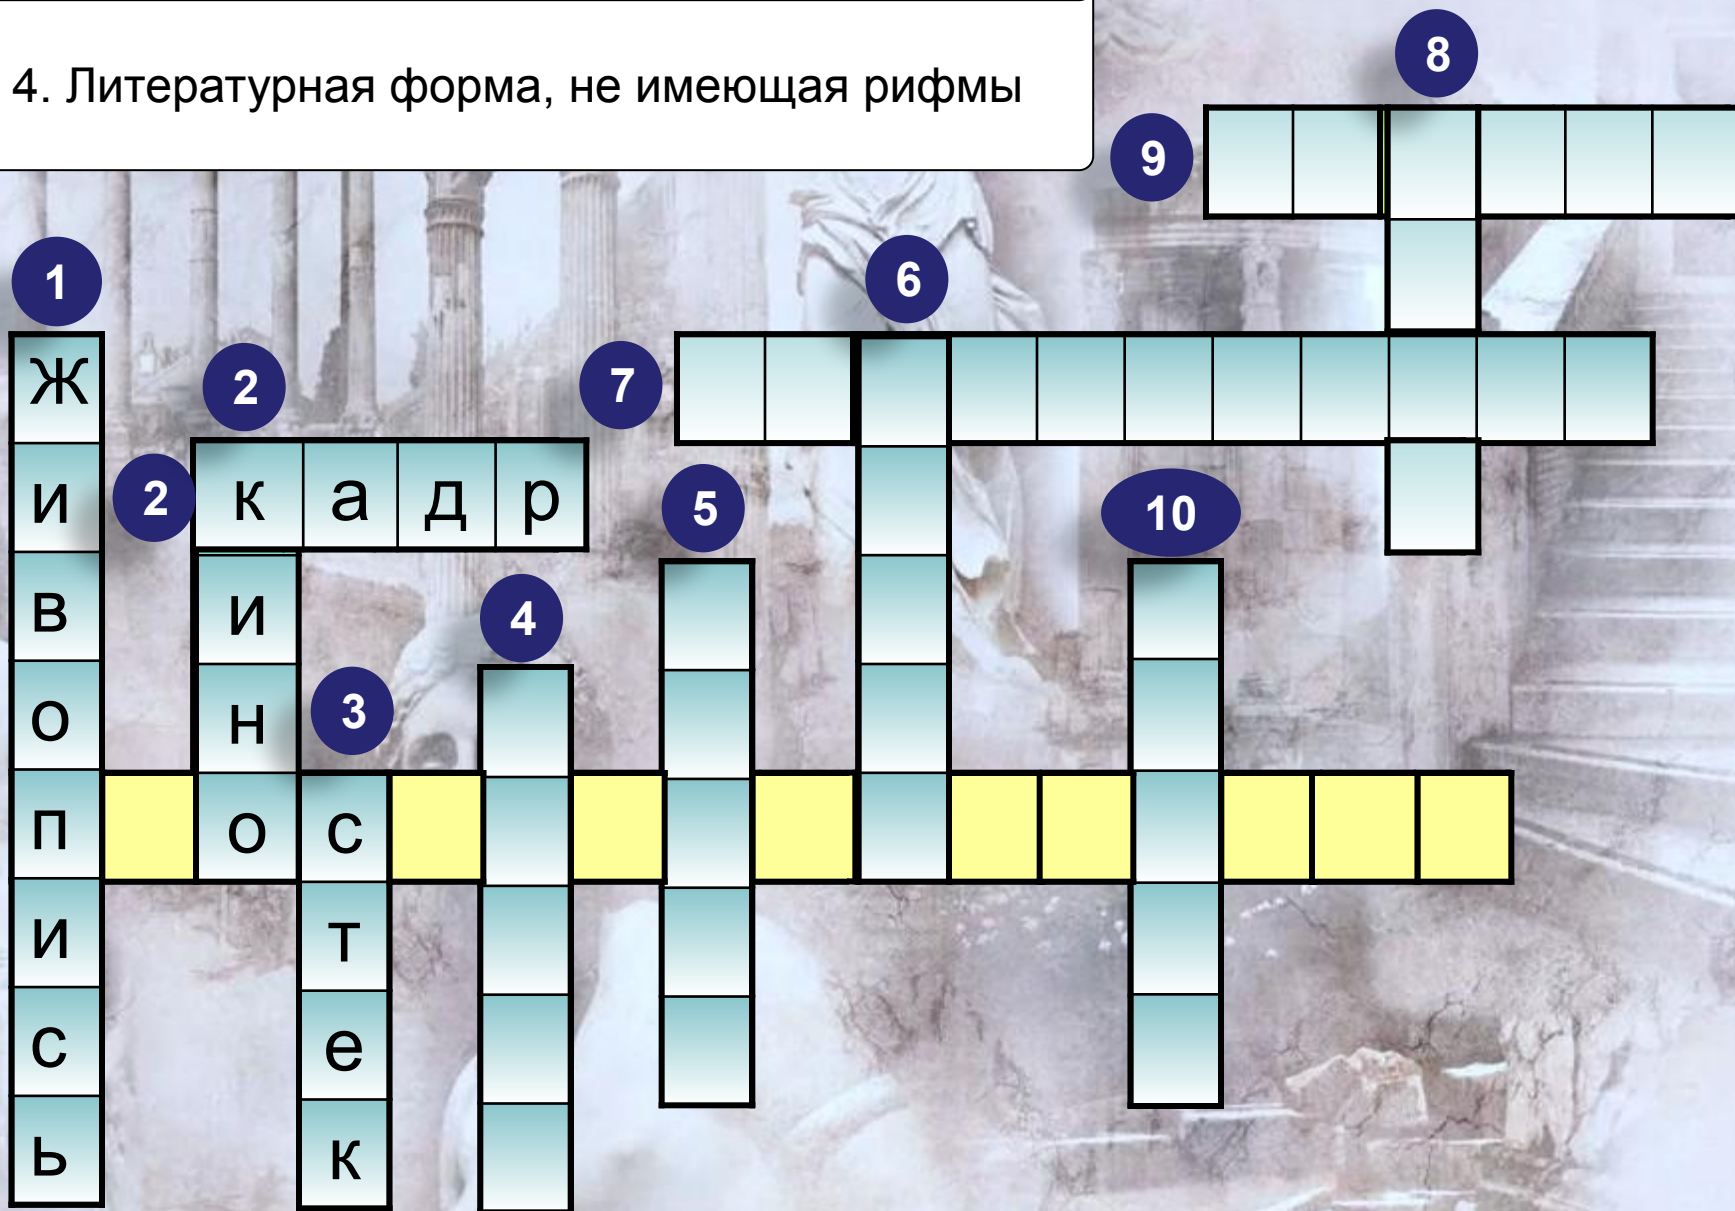 4. Литературная форма, не имеющая рифмы
8
9
1
6
2
7
ж
2
к а д р
и
5
10
в
и
4
о
н
3
п
о
с
и
т
с
е
ь
к